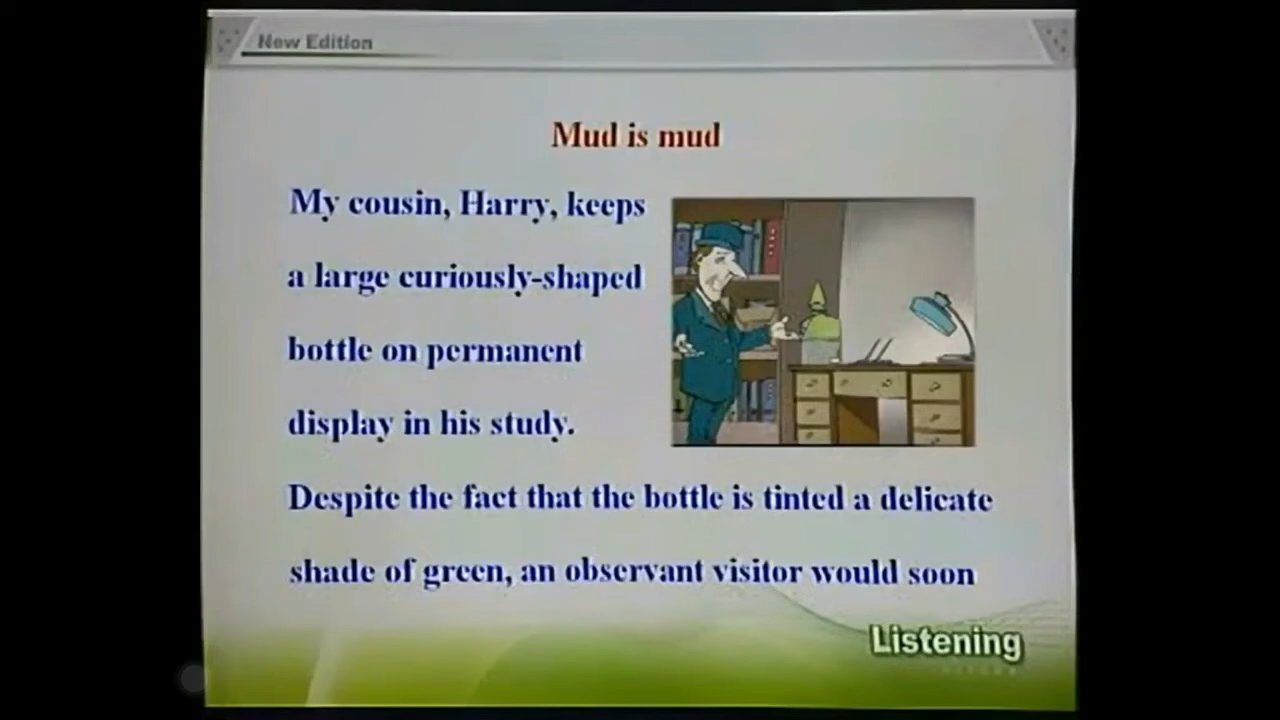 New Edition
Mud is mud
My cousin, Harry, keeps
a large curiously-shaped
bottle on permanent
display in his study.
Despite the fact that the bottle is tinted a delicate
shade of green, an observant visitor would soon
Listening